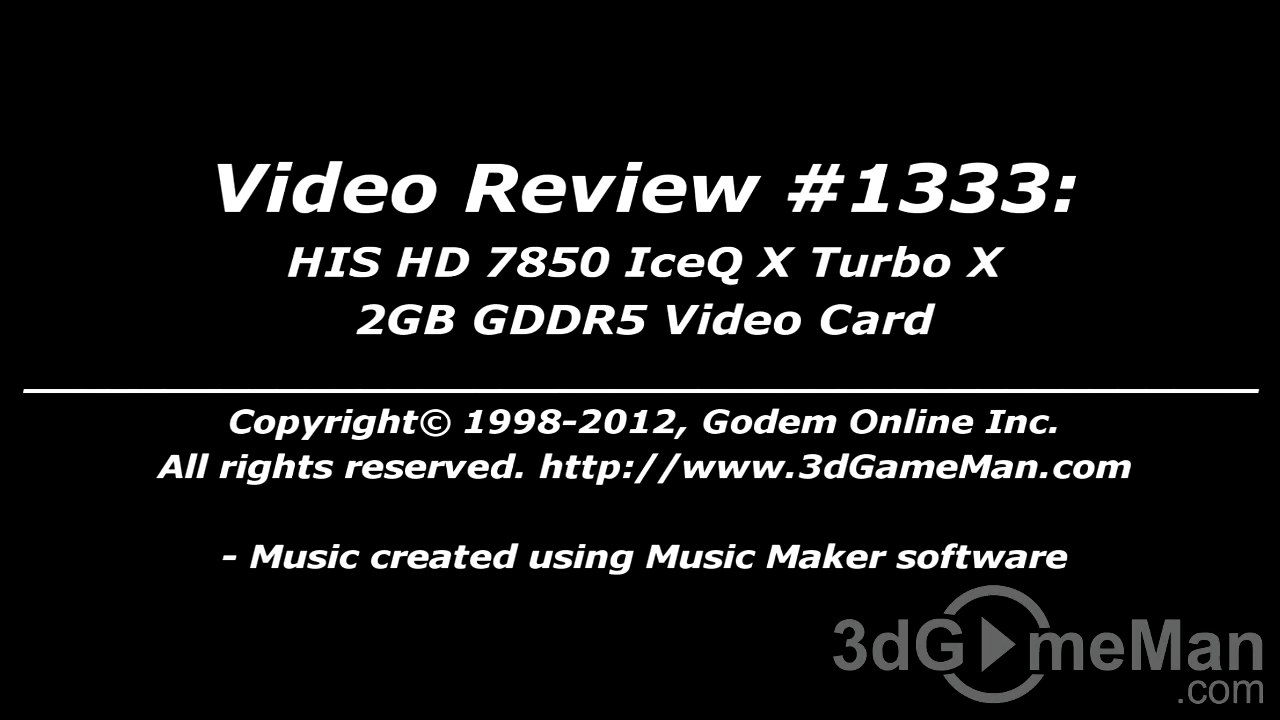 Video Review #1333:
HIS HD 7850 IceQ X Turbo X
2GB GDDR5 Video Card
Copyright© 1998-2012, Godem Online Inc.
All rights reserved. http://www.3dGameMan.com
- Music created using Music Maker software
3dGameMan
.com